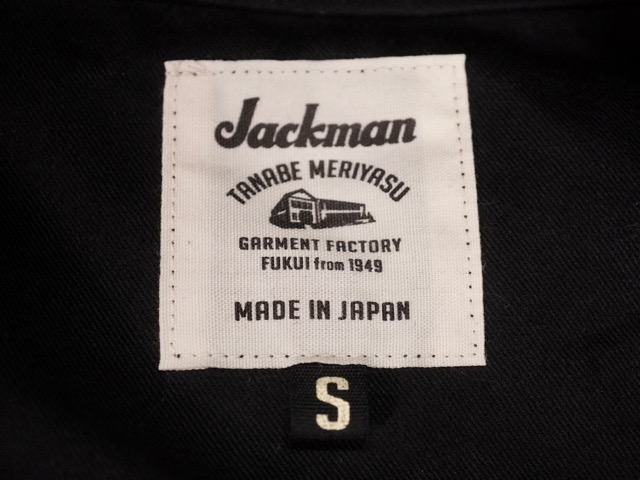 Jackman
TANABE MERIYASU
GARMENT FACTORY
FUKUI from 1949
MADE IN JAPAN
S